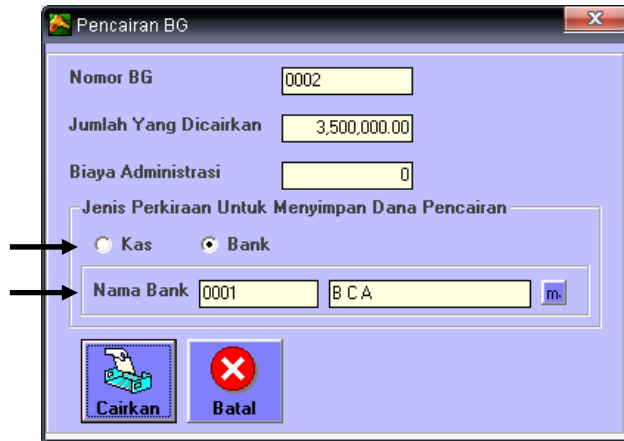 Pencairan BG
Nomor BG 0002
Jumlah Yang Dicairkan 3,500,000.00
Biaya Administrasi 0
Jenis Perkiraan Untuk Menyimpan Dana Pencairan
Kas Bank
Nama Bank 0001 B C A m.
Cairkan Batal